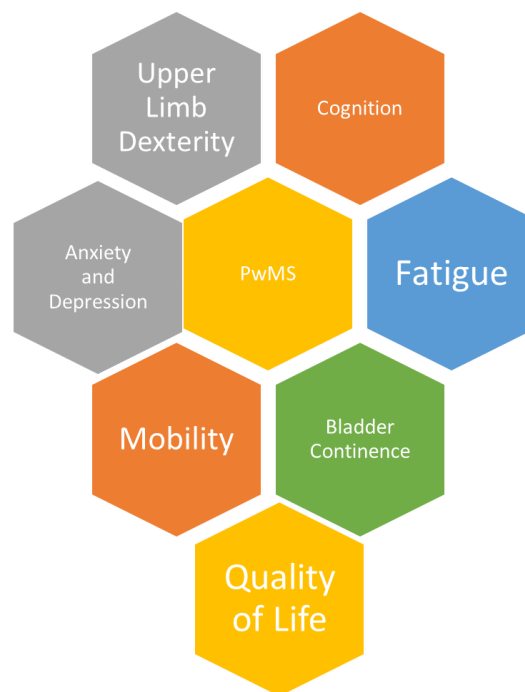 Upper
Limb
Dexterity
Cognition
Anxiety
and
Depression
PwMS
Fatigue
Mobility
Bladder
Continence
Quality
of Life